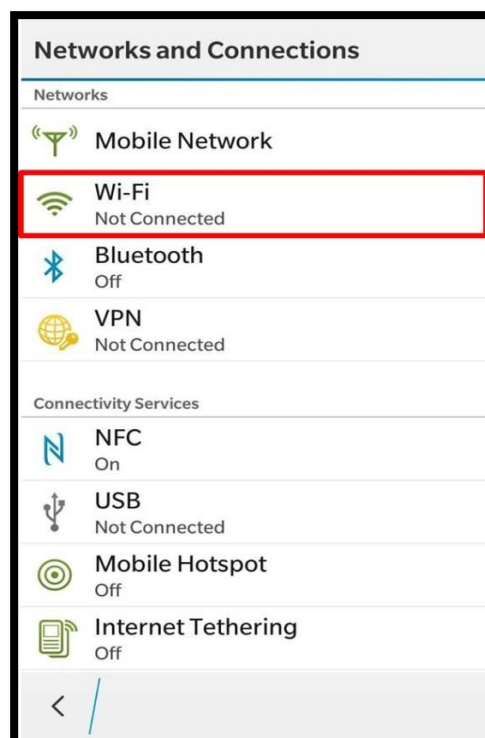 Networks and Connections
Networks
Mobile Network
Wi-Fi
Not Connected
Bluetooth
Off
VPN
Not Connected
Connectivity Services
NFC
On
USB
Not Connected
Mobile Hotspot
Off
Internet Tethering
Off